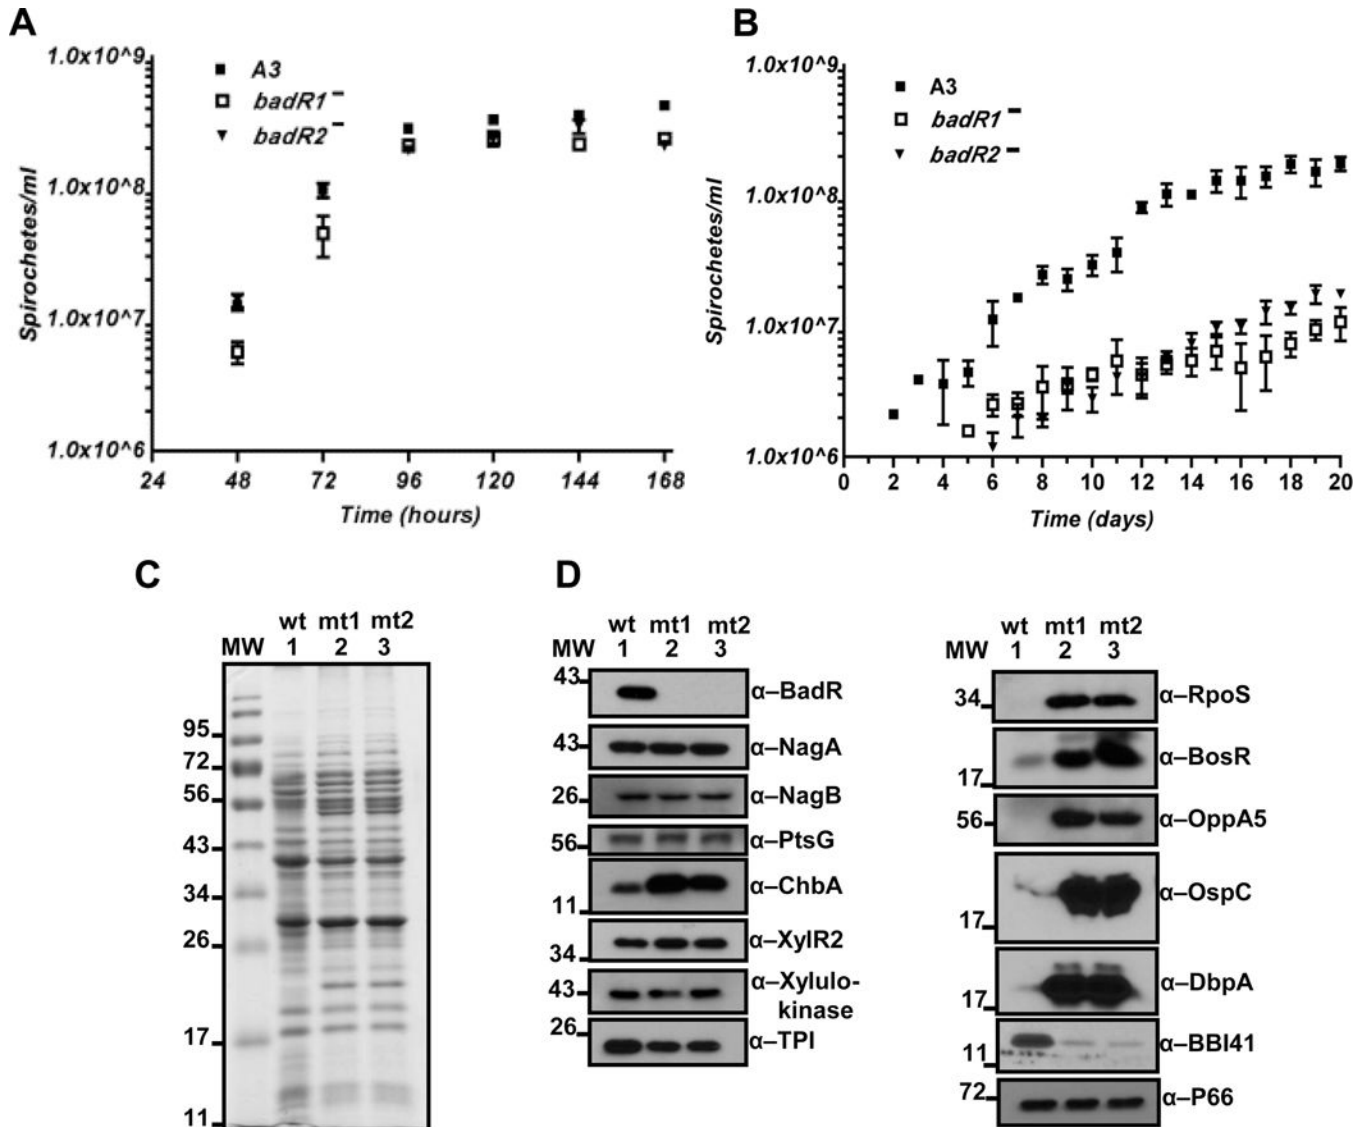 A
1.0x10^9
1.0x10^8
1.0x10^7
1.0x10^6
Spirochetes/ml
A3
badR1−
badR2−
24 48 72 96 120 144 168
Time (hours)
B
1.0x10^9
1.0x10^8
1.0x10^7
1.0x10^6
Spirochetes/ml
A3
badR1−
badR2−
0 2 4 6 8 10 12 14 16 18 20
Time (days)
C
wt mt1 mt2
MW 1 2 3
95
72
56
43
34
26
17
11
D
wt mt1 mt2
MW 1 2 3
43 α–BadR
43 α–NagA
26 α–NagB
56 α–PtsG
α–ChbA
11
α–XylR2
34
43 α–Xylulo-
kinase
26
α–TPI
wt mt1 mt2
MW 1 2 3
34 α–RpoS
α–BosR
17
56 α–OppA5
α–OspC
17
α–DbpA
17
α–BBI41
11
72 α–P66